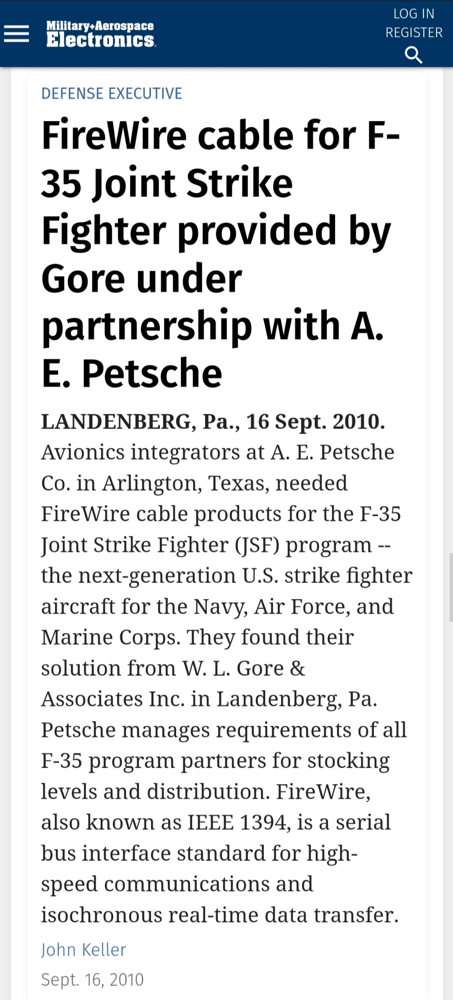 Military+Aerospace
Electronics.
LOG IN
REGISTER
DEFENSE EXECUTIVE
FireWire cable for F-
35 Joint Strike
Fighter provided by
Gore under
partnership with A.
E. Petsche
LANDENBERG, Pa., 16 Sept. 2010.
Avionics integrators at A. E. Petsche
Co. in Arlington, Texas, needed
FireWire cable products for the F-35
Joint Strike Fighter (JSF) program --
the next-generation U.S. strike fighter
aircraft for the Navy, Air Force, and
Marine Corps. They found their
solution from W. L. Gore &
Associates Inc. in Landenberg, Pa.
Petsche manages requirements of all
F-35 program partners for stocking
levels and distribution. FireWire,
also known as IEEE 1394, is a serial
bus interface standard for high-
speed communications and
isochronous real-time data transfer.
John Keller
Sept. 16, 2010